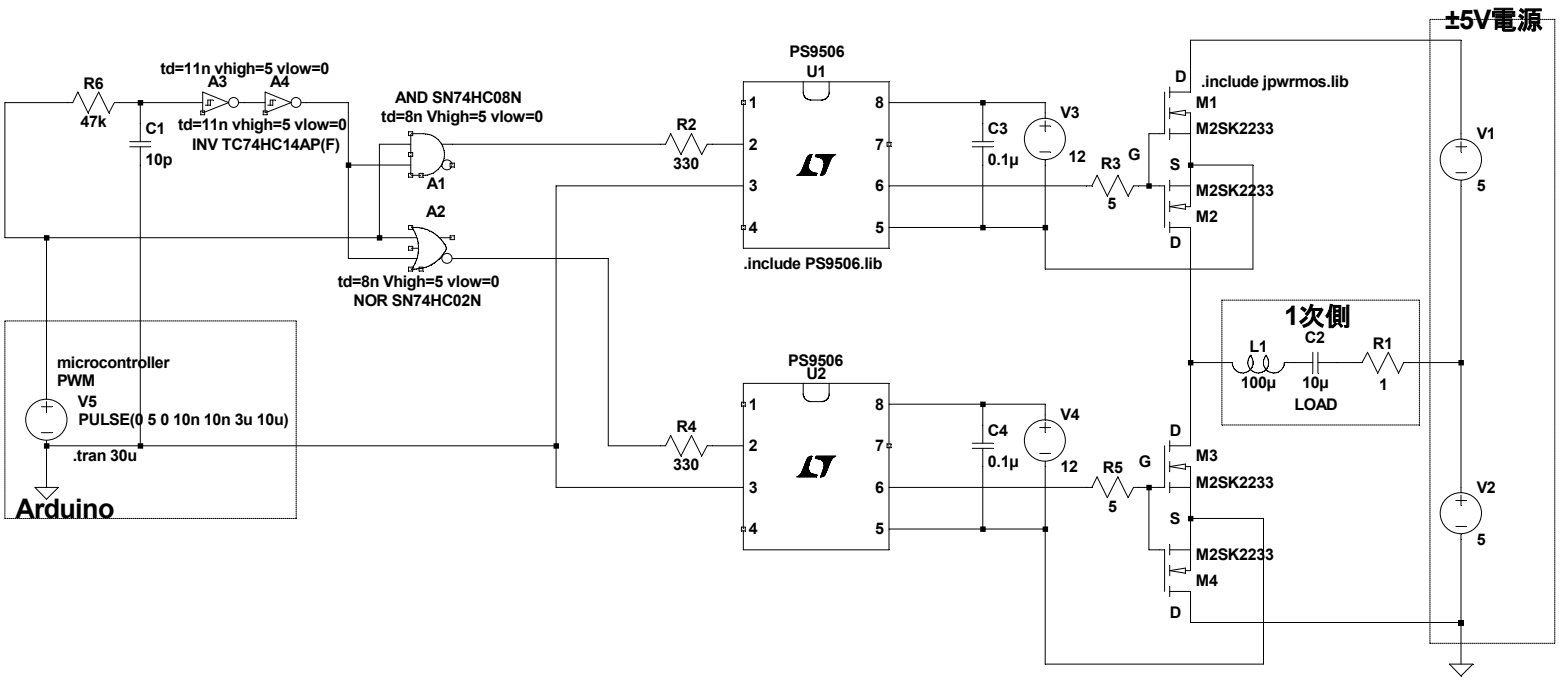 ±5V電源
PS9506
U1
td=11n vhigh=5 vlow=0
R6
A3
A4
D
.include jpwrmos.lib
AND SN74HC08N
td=8n Vhigh=5 vlow=0
1
8
M1
M2SK2233
47k
C1
10p
td=11n vhigh=5 vlow=0
INV TC74HC14AP(F)
R2
330
2
7
C3
0.1µ
V3
12
V1
5
R3
5
G
S
A1
3
6
M2SK2233
M2
A2
4
5
D
.include PS9506.lib
td=8n Vhigh=5 vlow=0
NOR SN74HC02N
1次側
L1
100µ
C2
10µ
R1
1
LOAD
microcontroller
PWM
V5
PULSE(0 5 0 10n 10n 3u 10u)
.tran 30u
Arduino
PS9506
U2
1
8
R4
330
2
7
C4
0.1µ
V4
12
D
M3
M2SK2233
R5
5
G
3
6
V2
5
S
4
5
M2SK2233
M4
D